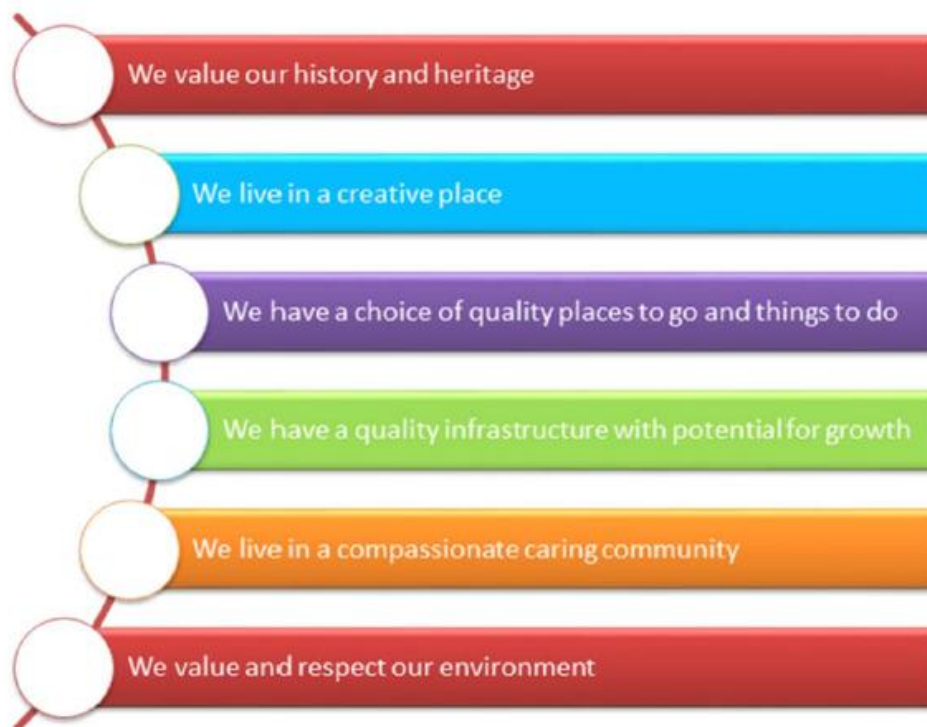 We value our history and heritage
We live in a creative place
We have a choice of quality places to go and things to do
We have a quality infrastructure with potential for growth
We live in a compassionate caring community
We value and respect our environment